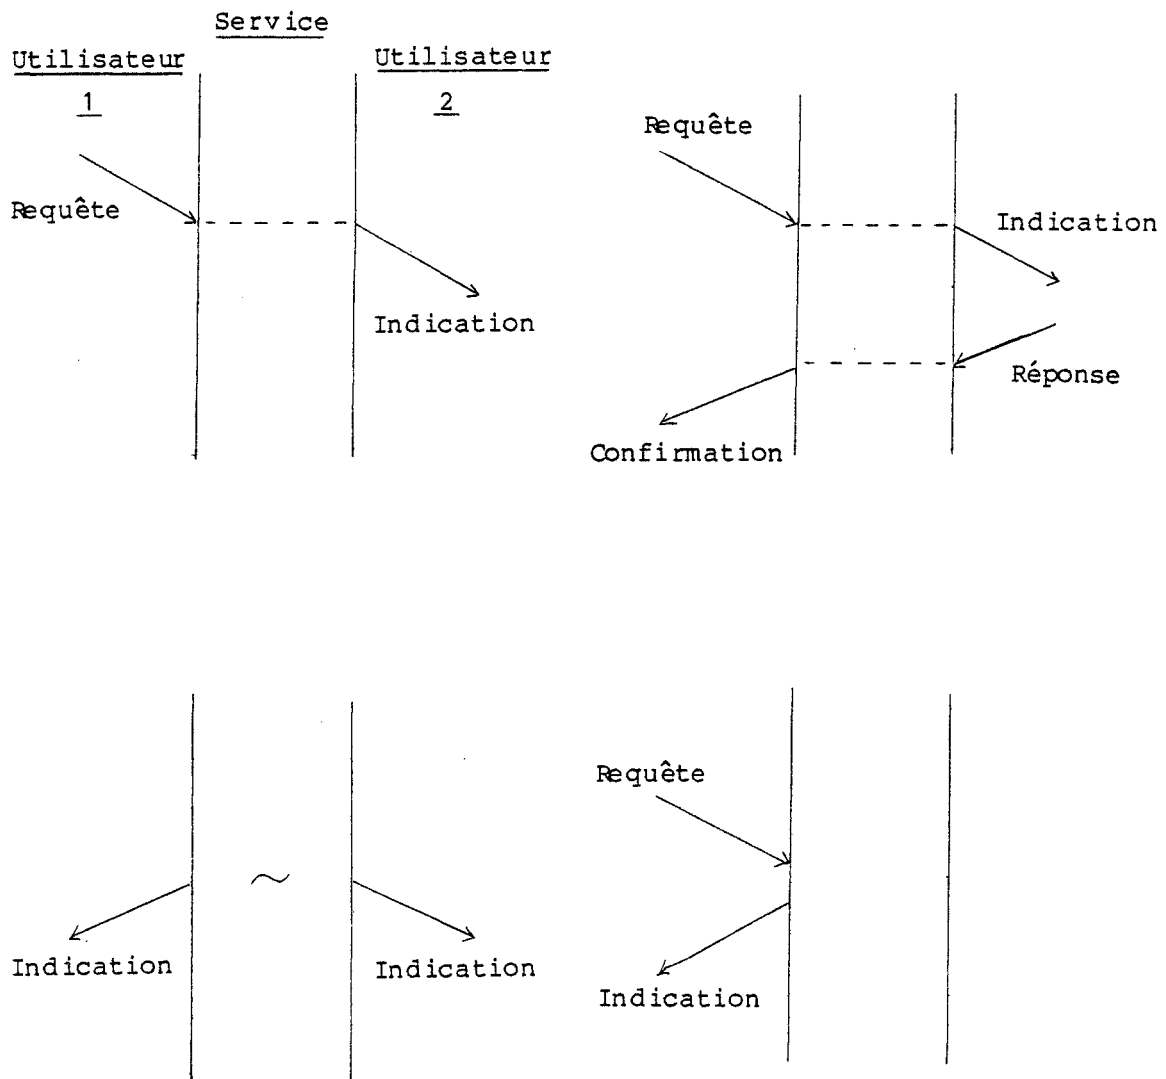 Service
Utilisateur
Utilisateur
1
2
Requête
Indication
Requête
Indication
Réponse
Confirmation
~
Indication
Indication
Requête
Indication